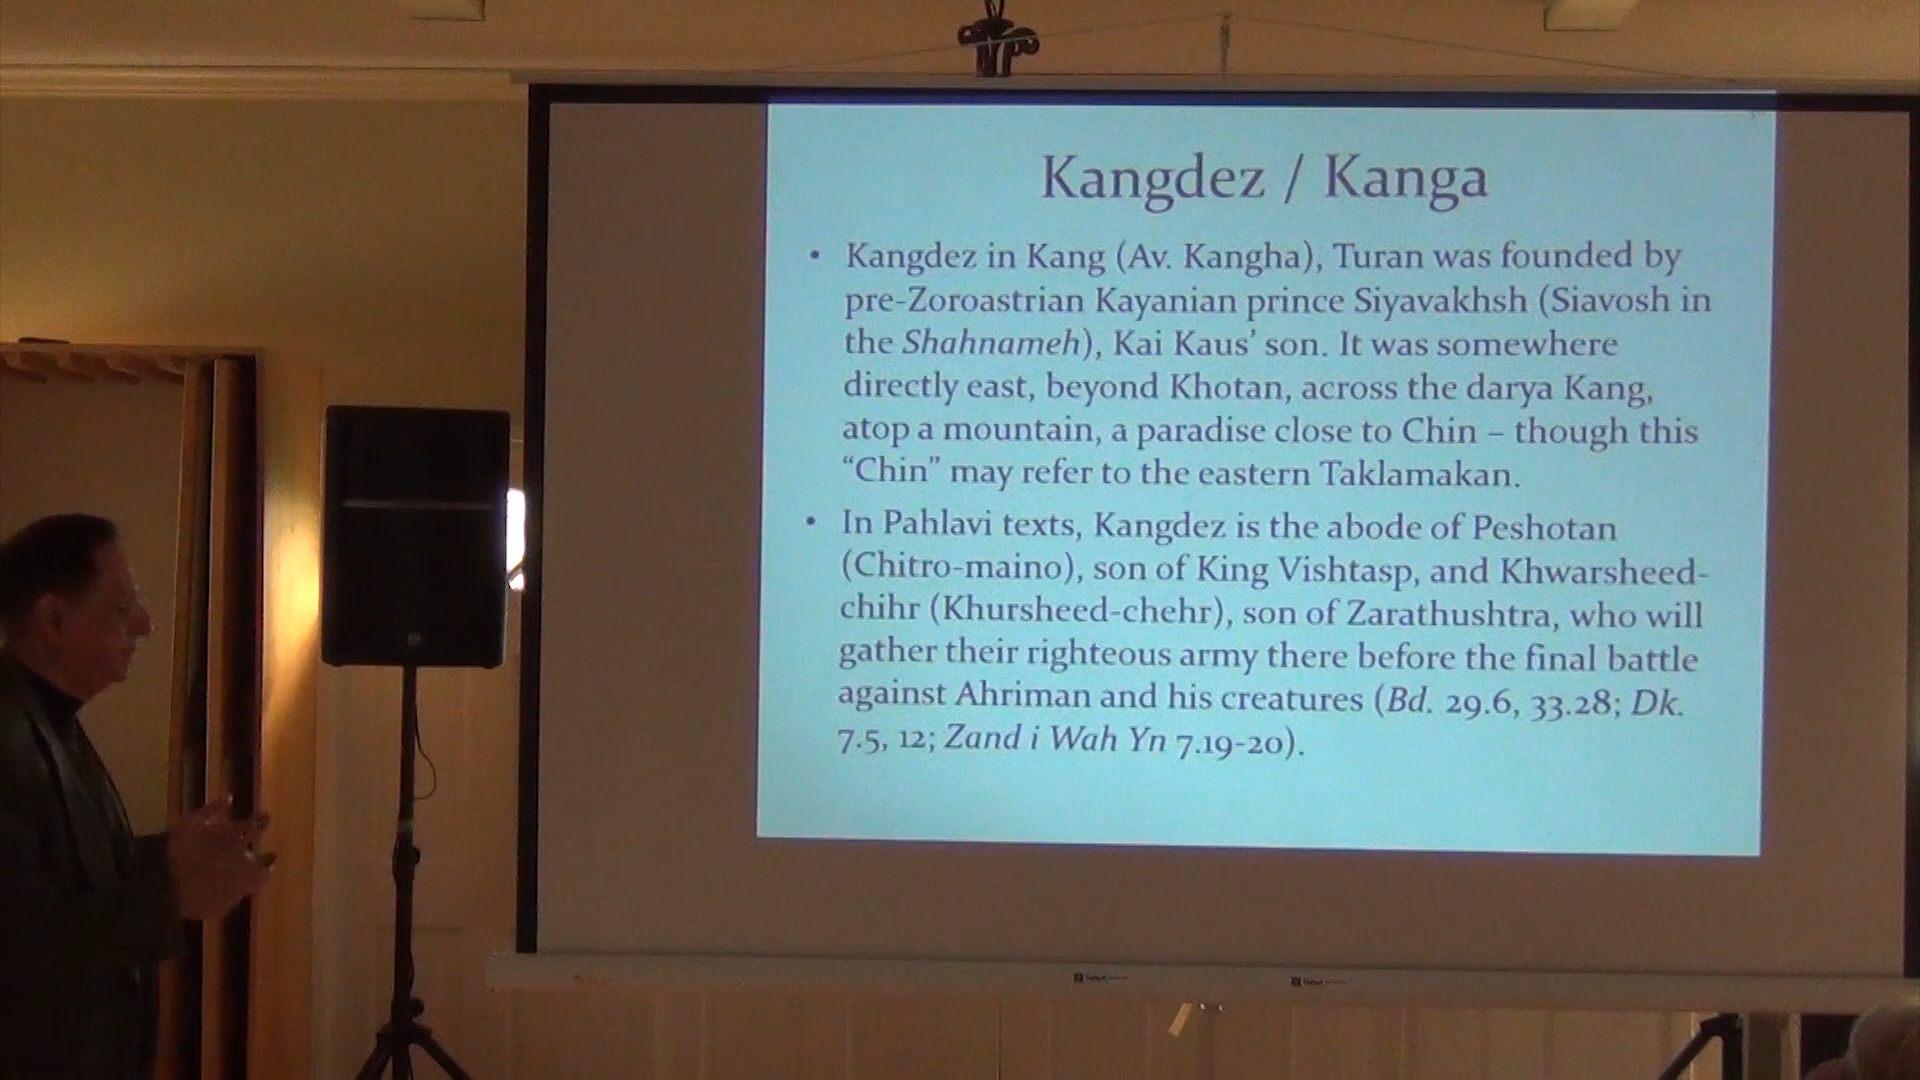 Kangdez / Kanga
• Kangdez in Kang (Av. Kangha), Turan was founded by
pre-Zoroastrian Kayanian prince Siyavakhsh (Siavosh in
the Shahnameh), Kai Kaus’ son. It was somewhere
directly east, beyond Khotan, across the darya Kang,
atop a mountain, a paradise close to Chin – though this
“Chin” may refer to the eastern Taklamakan.
• In Pahlavi texts, Kangdez is the abode of Peshotan
(Chitro-maino), son of King Vishtasp, and Khwarsheed-
chihr (Khursheed-chehr), son of Zarathushtra, who will
gather their righteous army there before the final battle
against Ahriman and his creatures (Bd. 29.6, 33.28; Dk.
7.5, 12; Zand i Wah Yn 7.19-20).